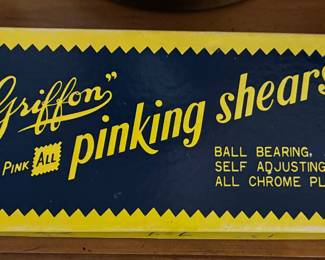 Griffon”
PINK ALL
pinking shears
BALL BEARING,
SELF ADJUSTING
ALL CHROME PL